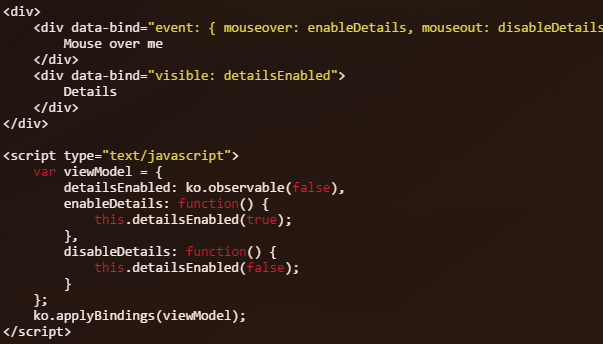 <div>
    <div data-bind="event: { mouseover: enableDetails, mouseout: disableDetails
        Mouse over me
    </div>
    <div data-bind="visible: detailsEnabled">
        Details
    </div>
</div>

<script type="text/javascript">
    var viewModel = {
        detailsEnabled: ko.observable(false),
        enableDetails: function() {
            this.detailsEnabled(true);
        },
        disableDetails: function() {
            this.detailsEnabled(false);
        }
    };
    ko.applyBindings(viewModel);
</script>